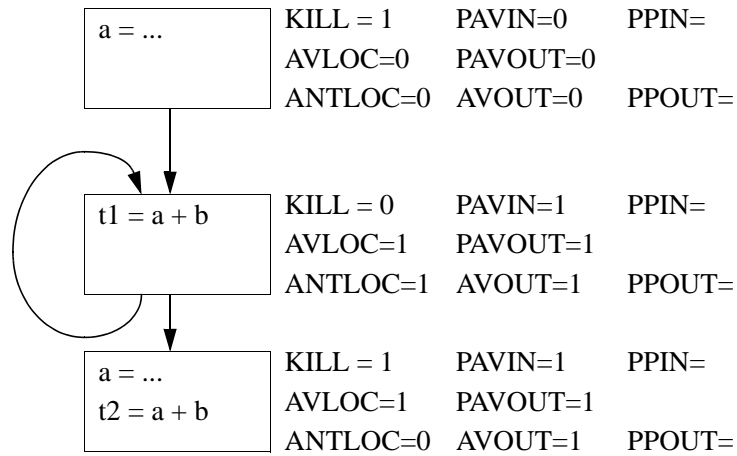 a = ... KILL = 1 PAVIN=0 PPIN=
AVLOC=0 PAVOUT=0
ANTLOC=0 AVOUT=0 PPOUT=
t1 = a + b KILL = 0 PAVIN=1 PPIN=
AVLOC=1 PAVOUT=1
ANTLOC=1 AVOUT=1 PPOUT=
a = ... KILL = 1 PAVIN=1 PPIN=
t2 = a + b AVLOC=1 PAVOUT=1
ANTLOC=0 AVOUT=1 PPOUT=